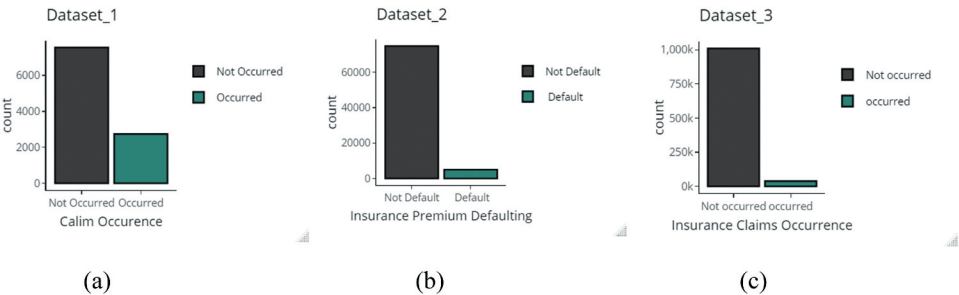 Dataset_1
6000
4000
2000
0
count
Not Occurred
Occurred
Not Occurred Occurred
Calim Occurence
(a)
Dataset_2
60000
40000
20000
0
count
Not Default
Default
Not Default Default
Insurance Premium Defaulting
(b)
Dataset_3
1,000k
750k
500k
250k
0k
count
Not occurred
occurred
Not occurred occurred
Insurance Claims Occurrence
(c)